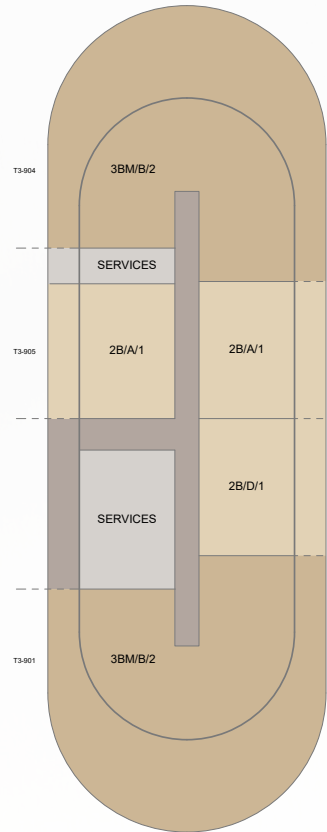 T3-904
3BM/B/2
SERVICES
T3-905
2B/A/1
2B/A/1
2B/D/1
SERVICES
T3-901
3BM/B/2